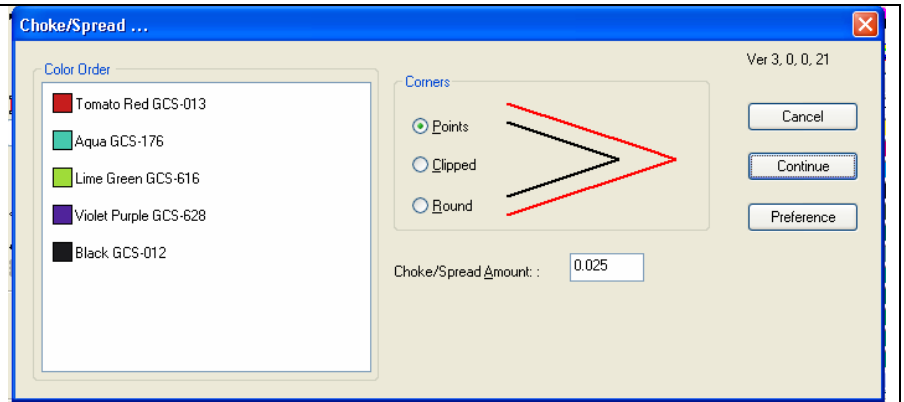 Choke/Spread ...
Ver 3, 0, 0, 21
Color Order
Tomato Red GCS-013
Aqua GCS-176
Lime Green GCS-616
Violet Purple GCS-628
Black GCS-012
Corners
Points
Clipped
Round
Choke/Spread Amount: :
0.025
Cancel
Continue
Preference